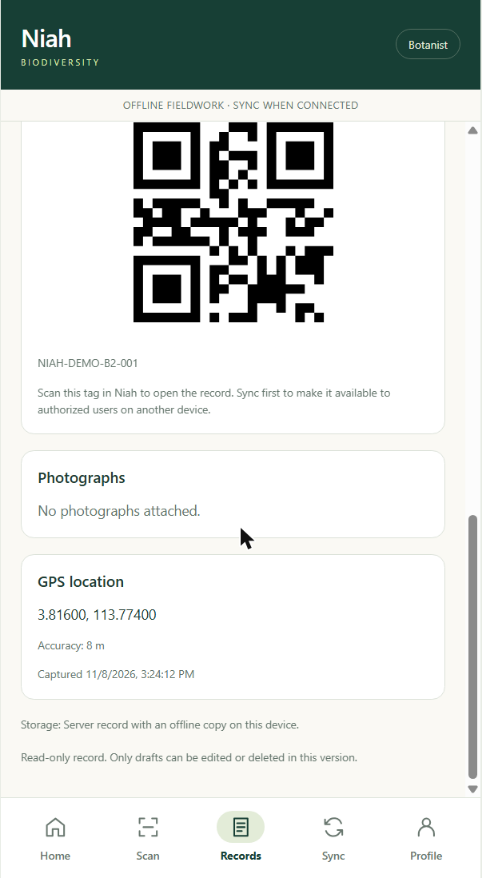 Niah
BIODIVERSITY
Botanist
OFFLINE FIELDWORK · SYNC WHEN CONNECTED
NIAH-DEMO-B2-001
Scan this tag in Niah to open the record. Sync first to make it available to
authorized users on another device.
Photographs
No photographs attached.
GPS location
3.81600, 113.77400
Accuracy: 8 m
Captured 11/8/2026, 3:24:12 PM
Storage: Server record with an offline copy on this device.
Read-only record. Only drafts can be edited or deleted in this version.
Home
Scan
Records
Sync
Profile